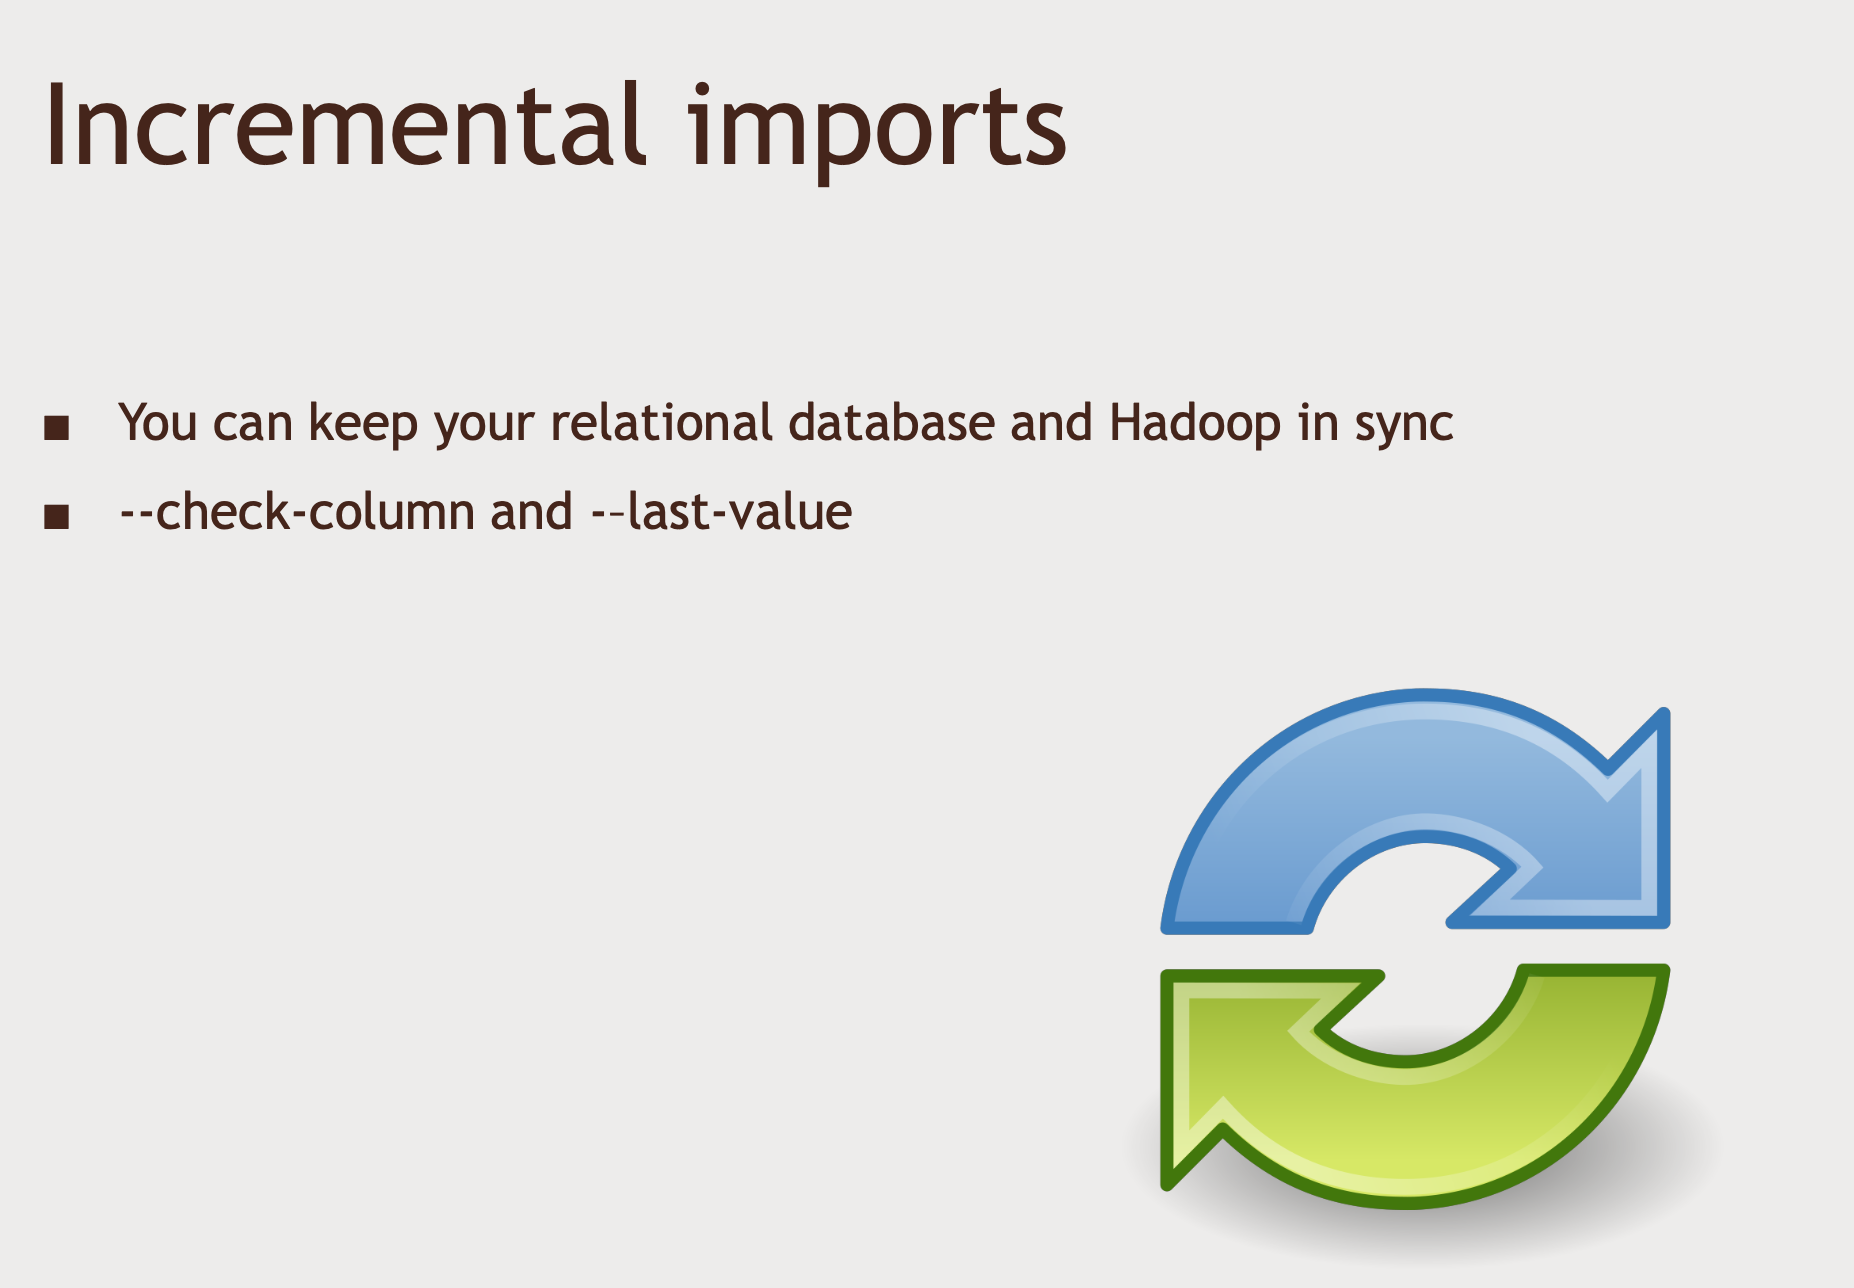 Incremental imports
■ You can keep your relational database and Hadoop in sync
■ --check-column and -–last-value